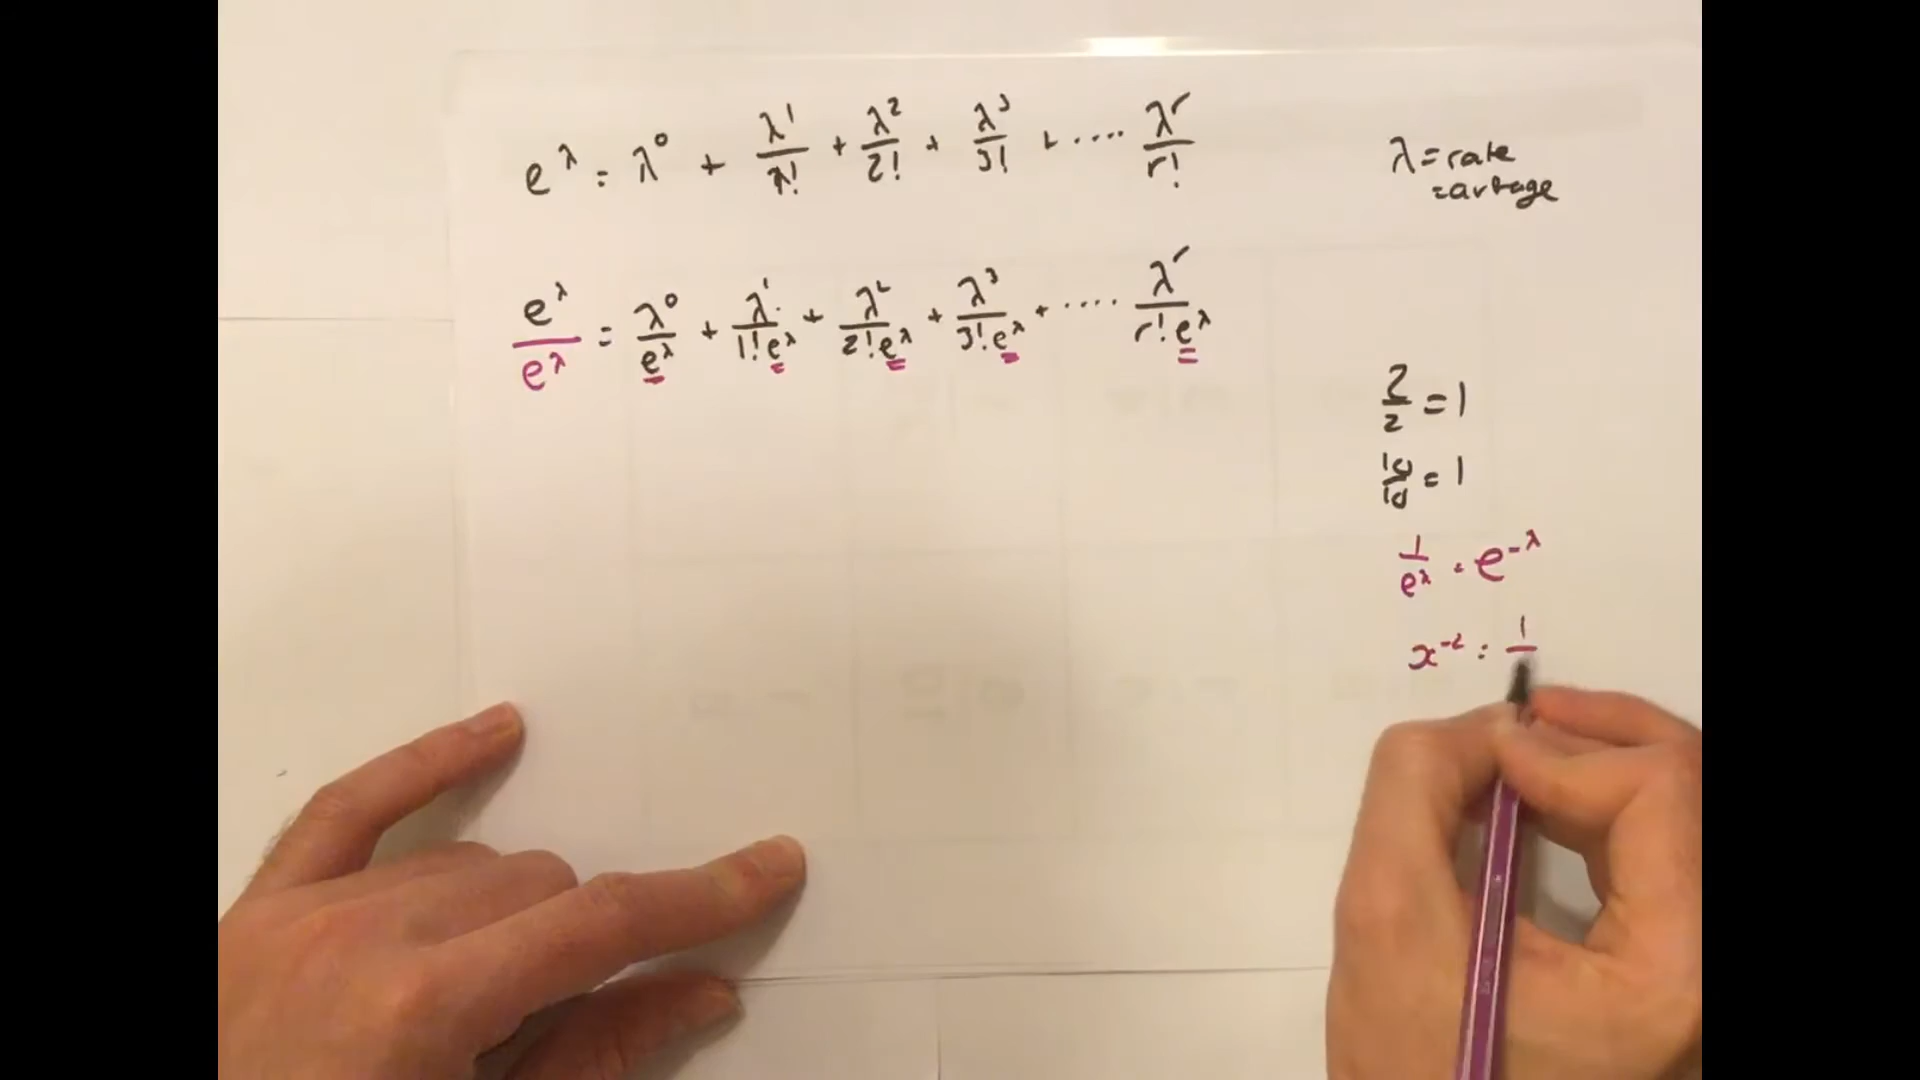 e^λ = λ^0 + λ^1/1! + λ^2/2! + λ^3/3! + .... λ^r/r!
λ = rate
= average
e^λ/e^λ = λ^0/e^λ + λ^1/1!e^λ + λ^2/2!e^λ + λ^3/3!e^λ + .... λ^r/r!e^λ
2/2 = 1
10/10 = 1
1/e^λ = e^-λ
x^-2 = 1/